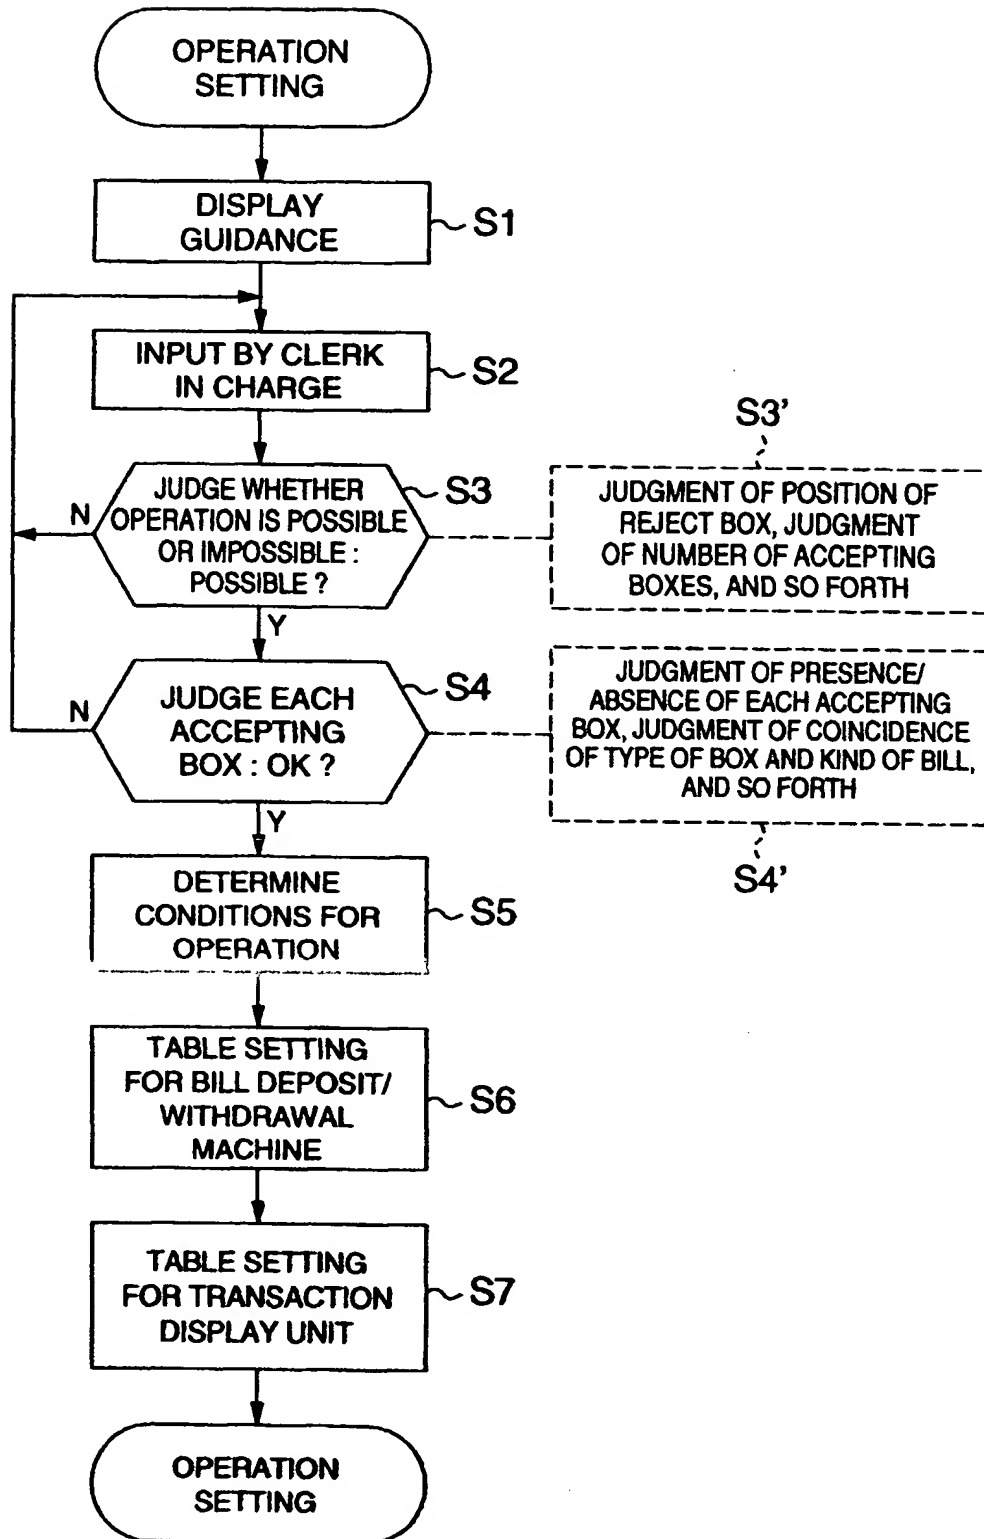 OPERATION
SETTING
DISPLAY
GUIDANCE
S1
INPUT BY CLERK
IN CHARGE
S2
JUDGE WHETHER
OPERATION IS POSSIBLE
OR IMPOSSIBLE :
POSSIBLE ?
S3
N
Y
S3'
JUDGMENT OF POSITION OF
REJECT BOX, JUDGMENT
OF NUMBER OF ACCEPTING
BOXES, AND SO FORTH
JUDGE EACH
ACCEPTING
BOX : OK ?
S4
N
Y
JUDGMENT OF PRESENCE/
ABSENCE OF EACH ACCEPTING
BOX, JUDGMENT OF COINCIDENCE
OF TYPE OF BOX AND KIND OF BILL,
AND SO FORTH
S4'
DETERMINE
CONDITIONS FOR
OPERATION
S5
TABLE SETTING
FOR BILL DEPOSIT/
WITHDRAWAL
MACHINE
S6
TABLE SETTING
FOR TRANSACTION
DISPLAY UNIT
S7
OPERATION
SETTING